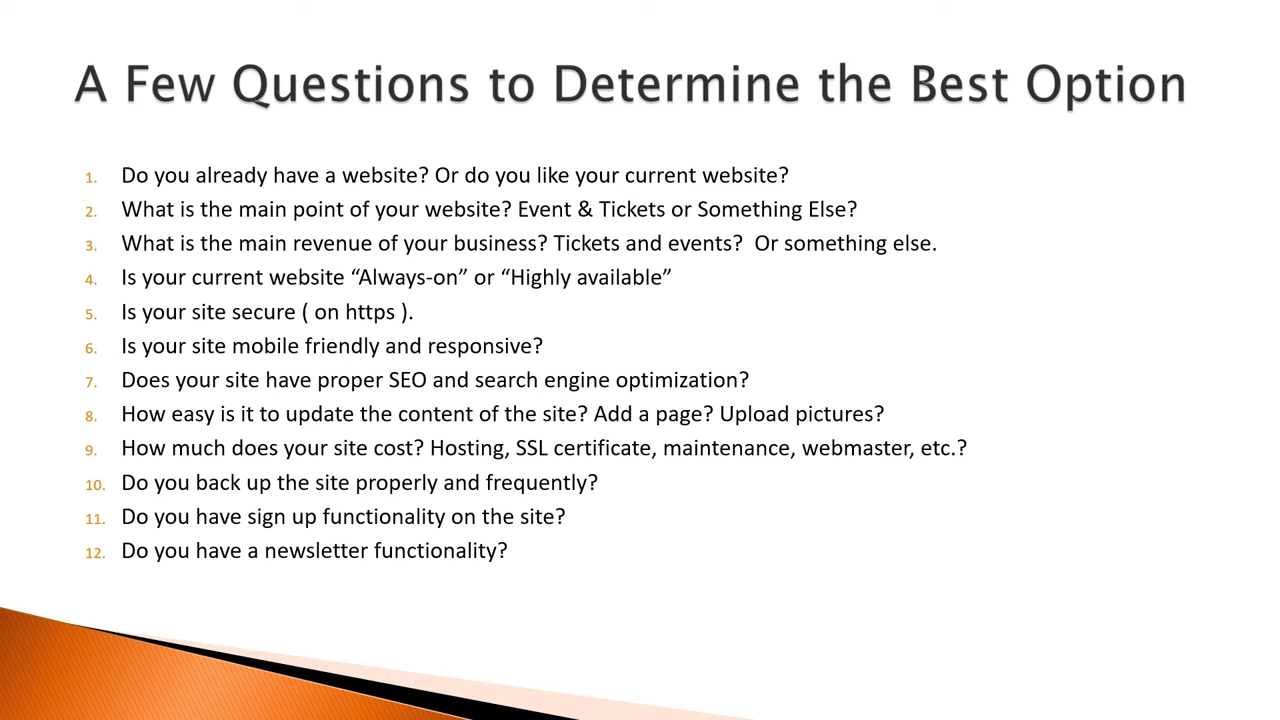 A Few Questions to Determine the Best Option
1. Do you already have a website? Or do you like your current website?
2. What is the main point of your website? Event & Tickets or Something Else?
3. What is the main revenue of your business? Tickets and events?  Or something else.
4. Is your current website “Always-on” or “Highly available”
5. Is your site secure ( on https ).
6. Is your site mobile friendly and responsive?
7. Does your site have proper SEO and search engine optimization?
8. How easy is it to update the content of the site? Add a page? Upload pictures?
9. How much does your site cost? Hosting, SSL certificate, maintenance, webmaster, etc.?
10. Do you back up the site properly and frequently?
11. Do you have sign up functionality on the site?
12. Do you have a newsletter functionality?